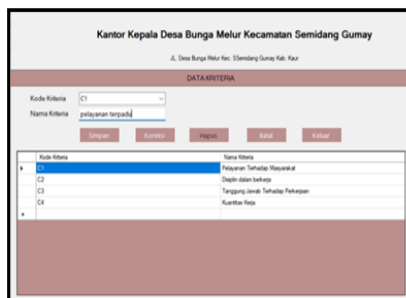 Kantor Kepala Desa Bunga Melur Kecamatan Semidang Gumay
JL. Desa Bunga Melur Kec. SSemidang Gumay Kab. Kaur
DATA KRITERIA
Kode Kriteria C1
Nama Kriteria pelayanan terpadu
Simpan Koreksi Hapus Batal Keluar
Kode Kriteria Nama Kriteria
C1 Pelayanan Terhadap Masyarakat
C2 Disiplin dalam bekerja
C3 Tanggung Jawab Terhadap Perkerjaan
C4 Kuantitas Kerja